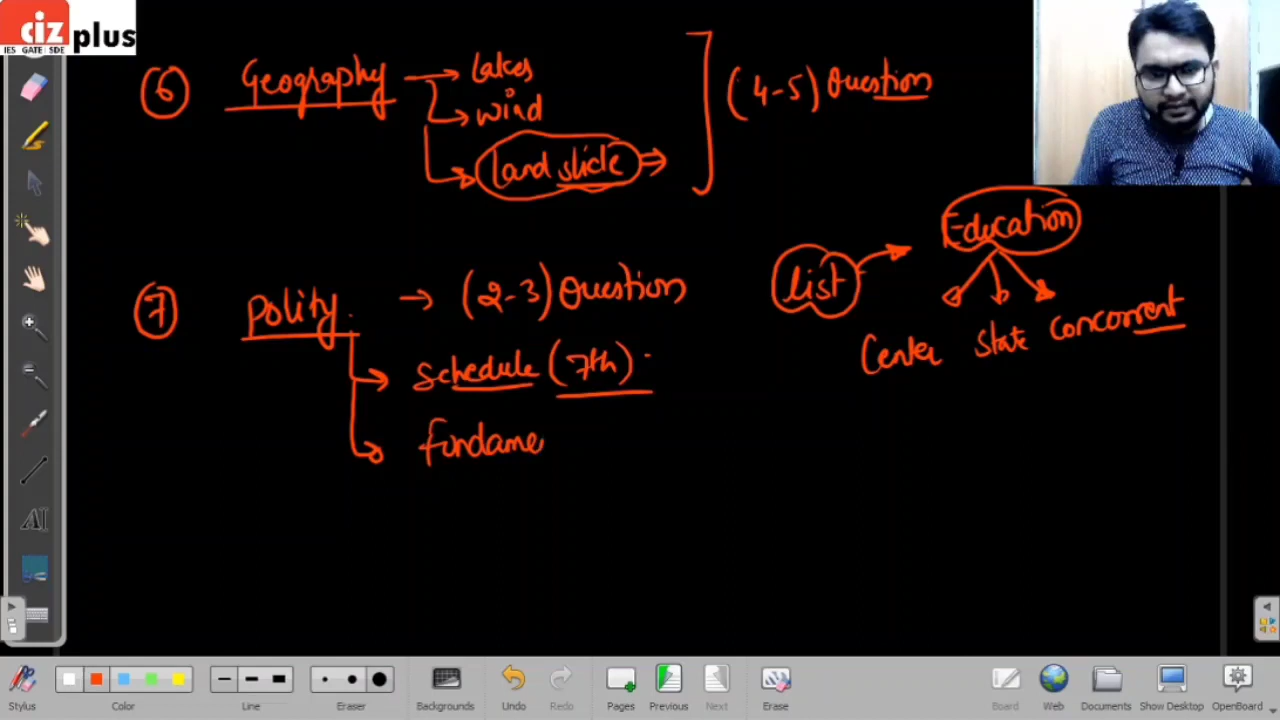 ciz plus
IES GATE SDE
6 Geography → lakes
→ wind
→ land slide ⇒
(4-5) Question
7 Polity. → (2-3) Question
→ Schedule (7th)
→ fundame
list → Education
Center State Concorrent
AI
Stylus Color Line Eraser Backgrounds Undo Redo Pages Previous Next Erase Board Web Documents Show Desktop OpenBoard